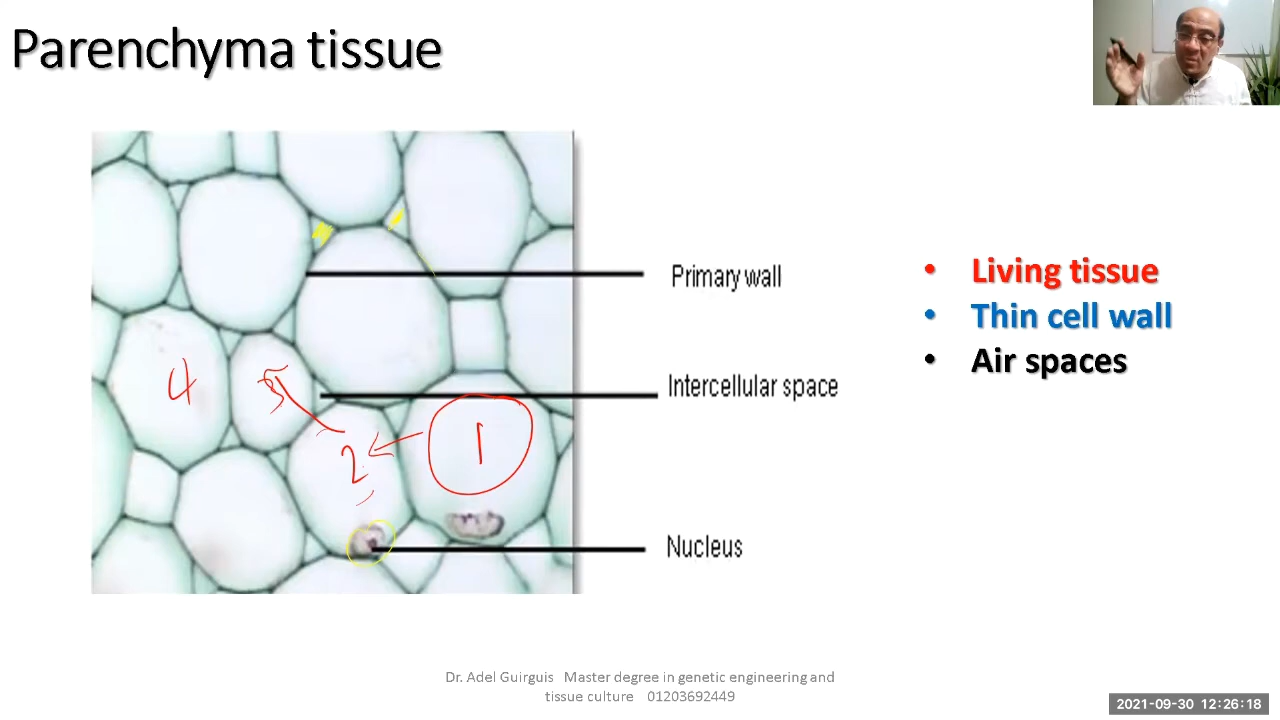 Parenchyma tissue
Primary wall
• Living tissue
• Thin cell wall
• Air spaces
4
3
Intercellular space
2
1
Nucleus
Dr. Adel Guirguis Master degree in genetic engineering and
tissue culture 01203692449
2021-09-30 12:26:18